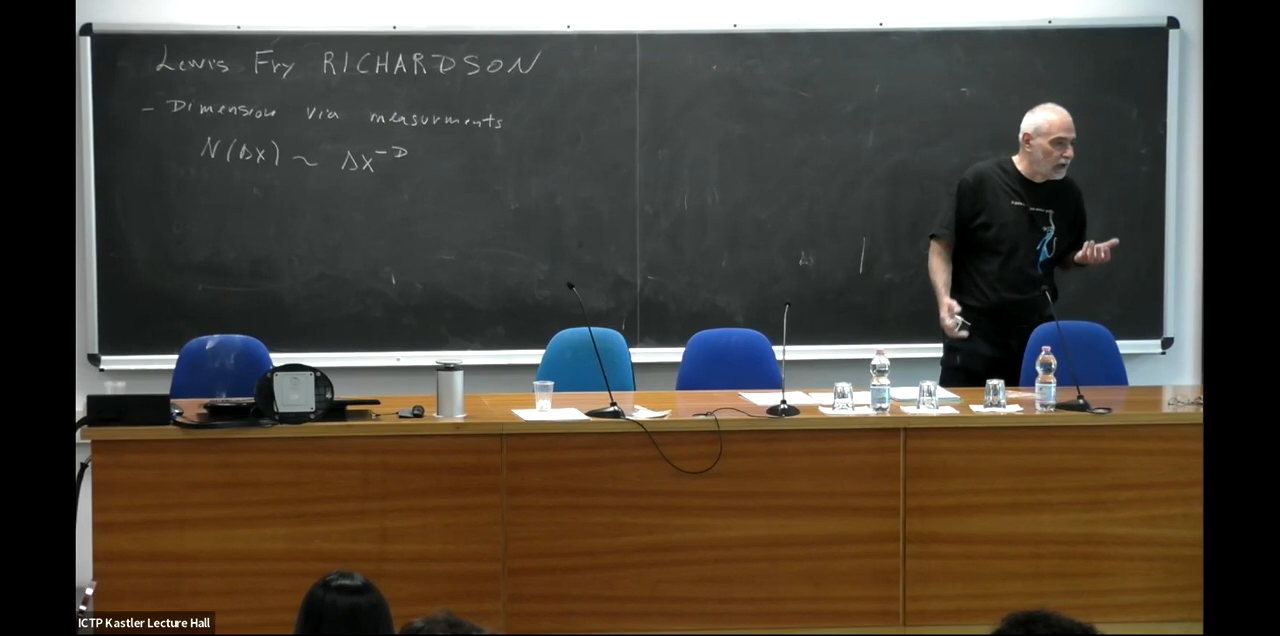 Lewis Fry RICHARDSON
- Dimension via measurments
N(Δx) ~ Δx^-D
ICTP Kastler Lecture Hall